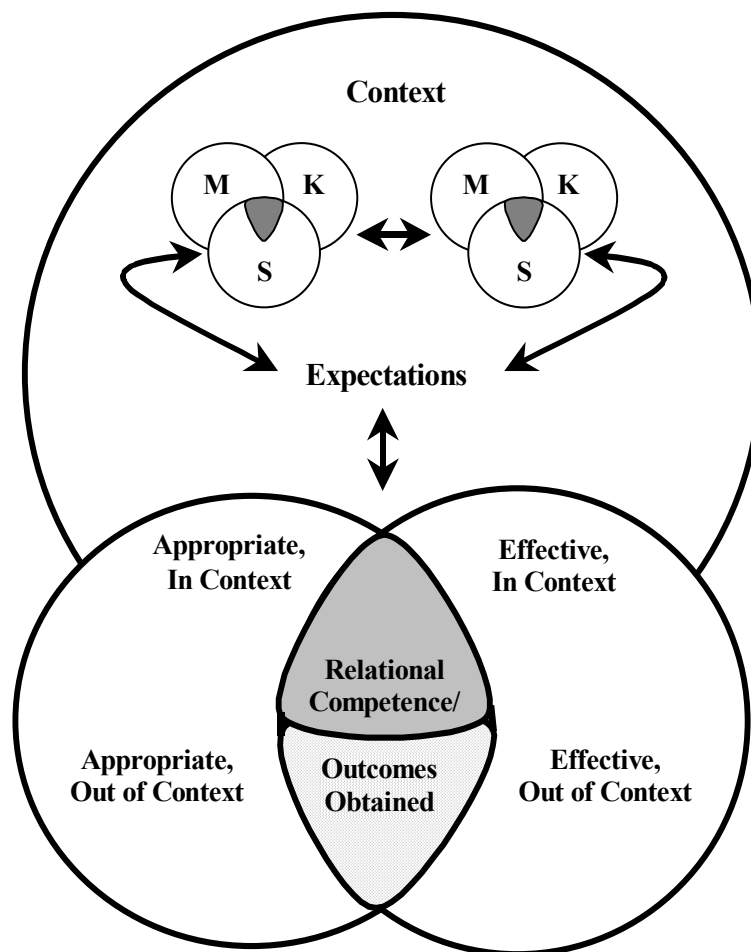 Context
M K M K
S S
Expectations
Appropriate,
In Context
Effective,
In Context
Relational
Competence/
Appropriate,
Out of Context
Outcomes
Obtained
Effective,
Out of Context